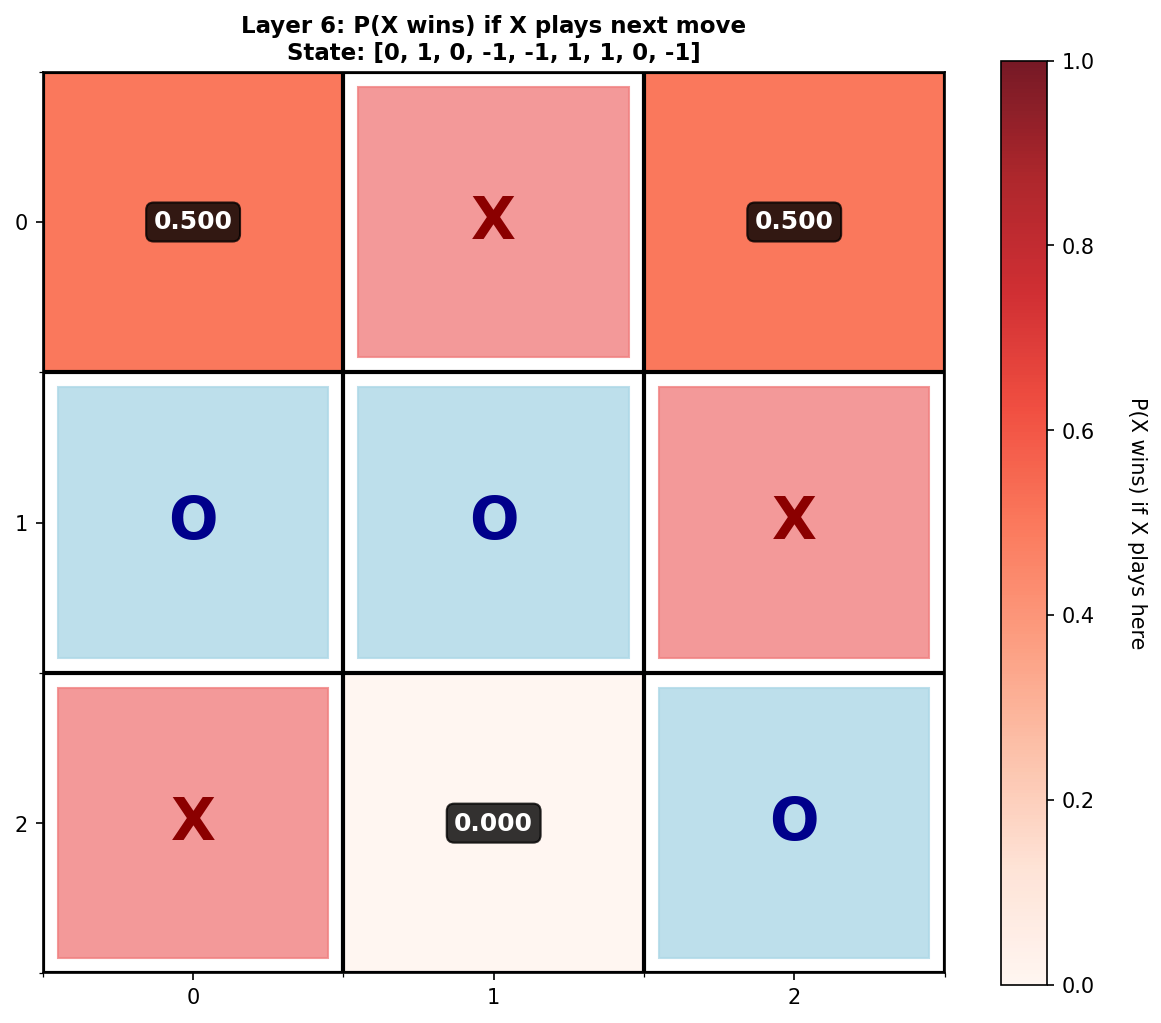 Layer 6: P(X wins) if X plays next move
State: [0, 1, 0, -1, -1, 1, 1, 0, -1]
0
0.500
X
0.500
1
O
O
X
2
X
0.000
O
0
1
2
1.0
0.8
0.6
0.4
0.2
0.0
P(X wins) if X plays here